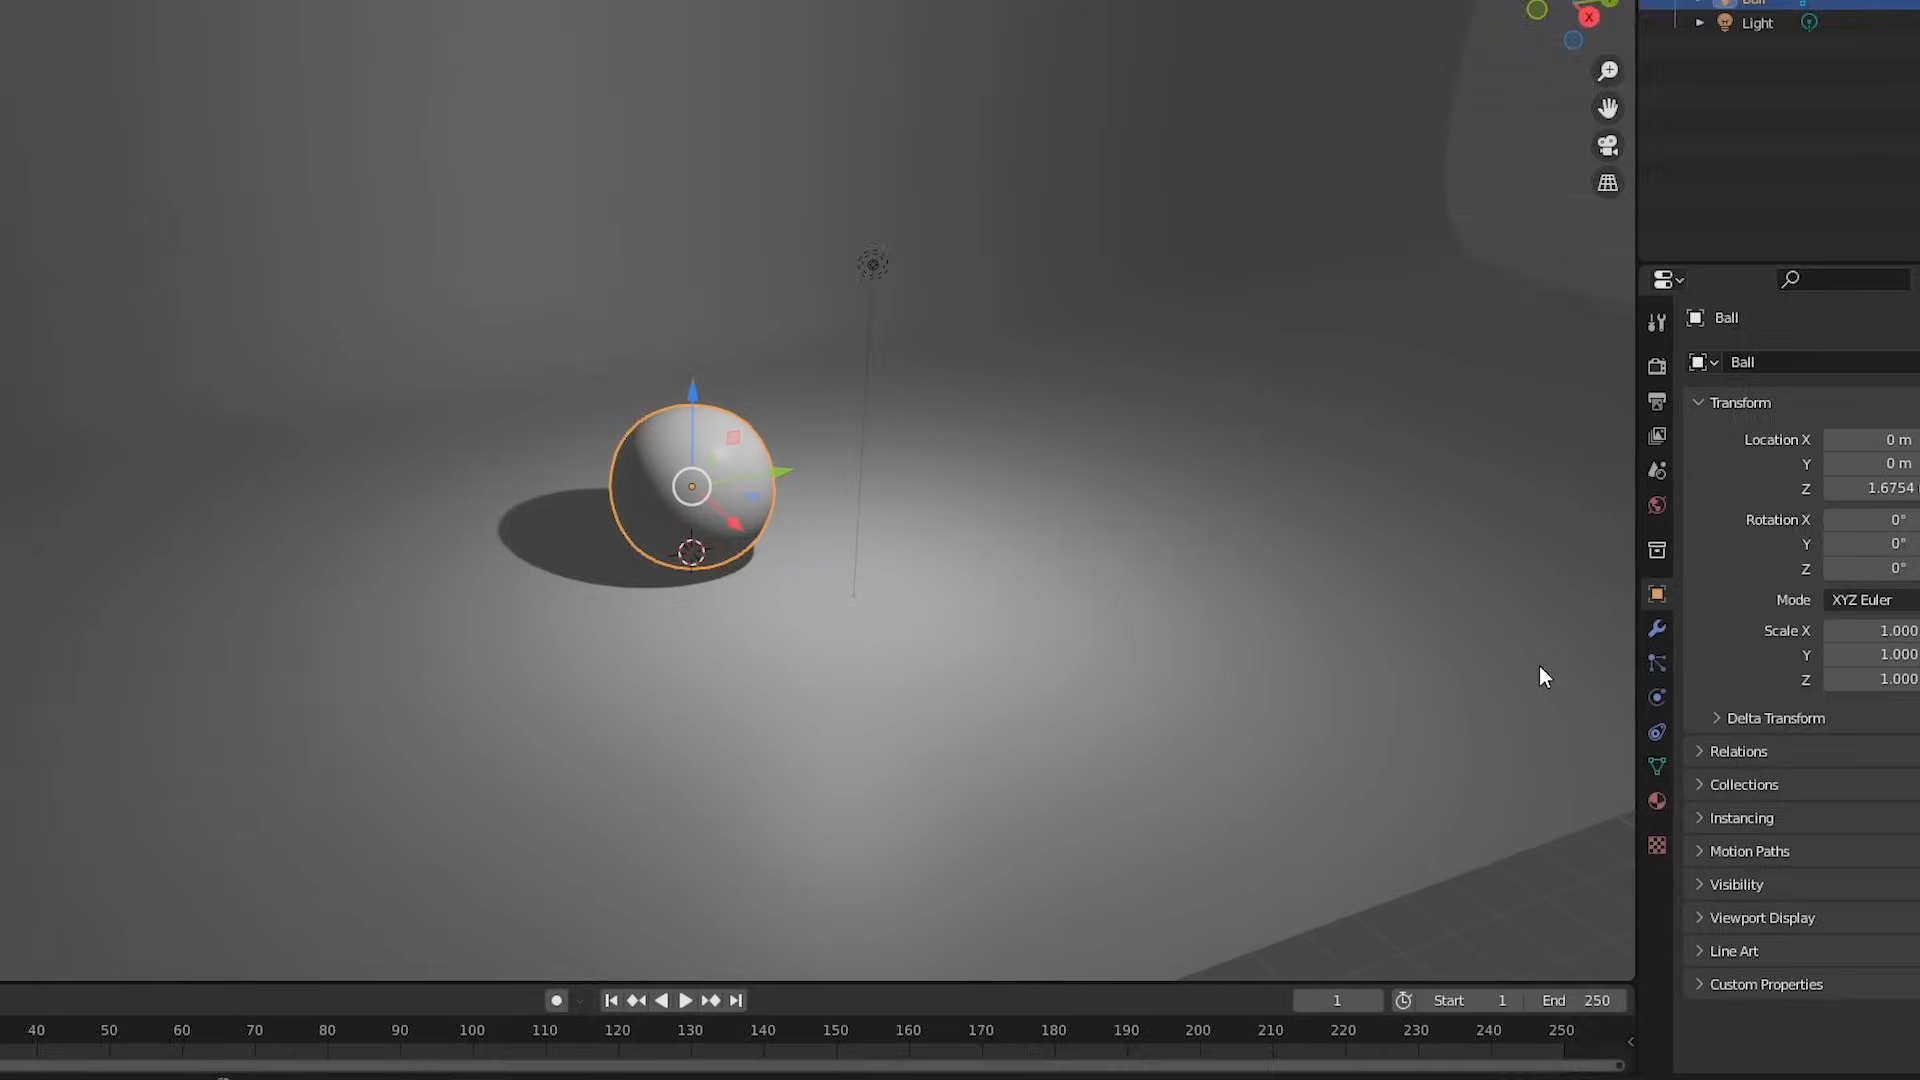 X
Light
Ball
Ball
Transform
Location X 0 m
Y 0 m
Z 1.6754
Rotation X 0°
Y 0°
Z 0°
Mode XYZ Euler
Scale X 1.000
Y 1.000
Z 1.000
Delta Transform
Relations
Collections
Instancing
Motion Paths
Visibility
Viewport Display
Line Art
Custom Properties
1 Start 1 End 250
40 50 60 70 80 90 100 110 120 130 140 150 160 170 180 190 200 210 220 230 240 250